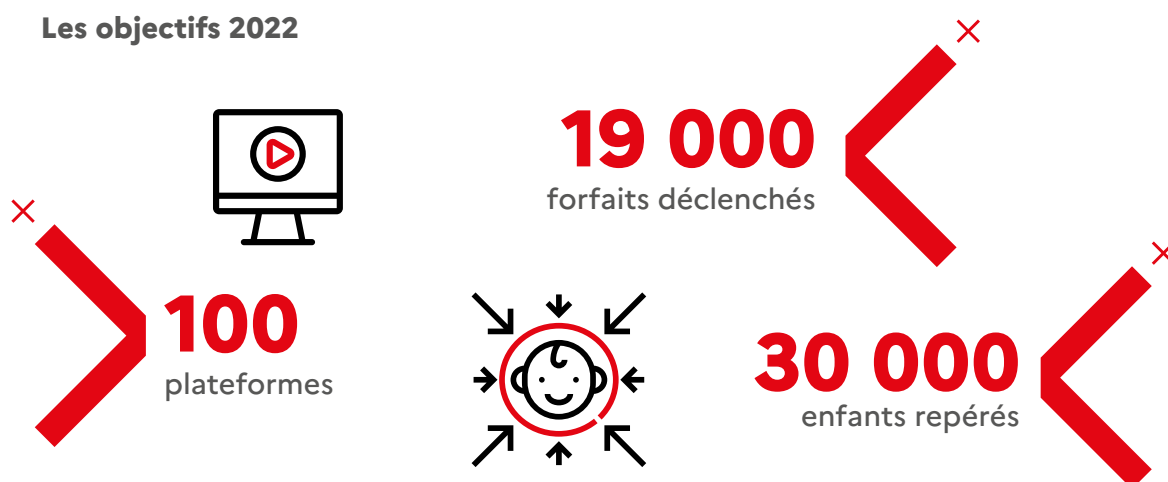 Les objectifs 2022
19 000
forfaits déclenchés
100
plateformes
30 000
enfants repérés